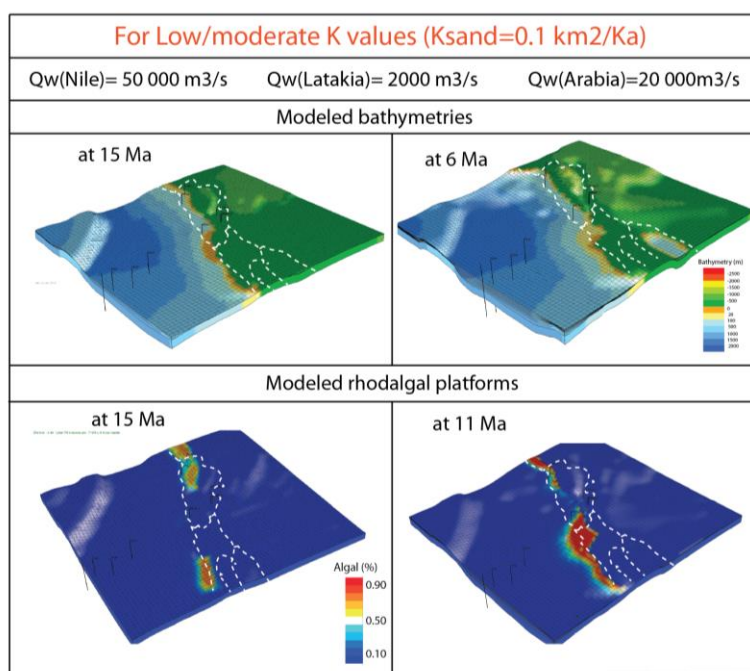 For Low/moderate K values (Ksand=0.1 km2/Ka)
Qw(Nile)= 50 000 m3/s Qw(Latakia)= 2000 m3/s Qw(Arabia)=20 000m3/s
Modeled bathymetries
at 15 Ma
at 6 Ma
Bathymetry (m)
-2500
-2000
-1500
-1000
-500
0
20
100
500
1000
1500
2000
Modeled rhodalgal platforms
at 15 Ma
at 11 Ma
Algal (%)
0.90
0.50
0.10